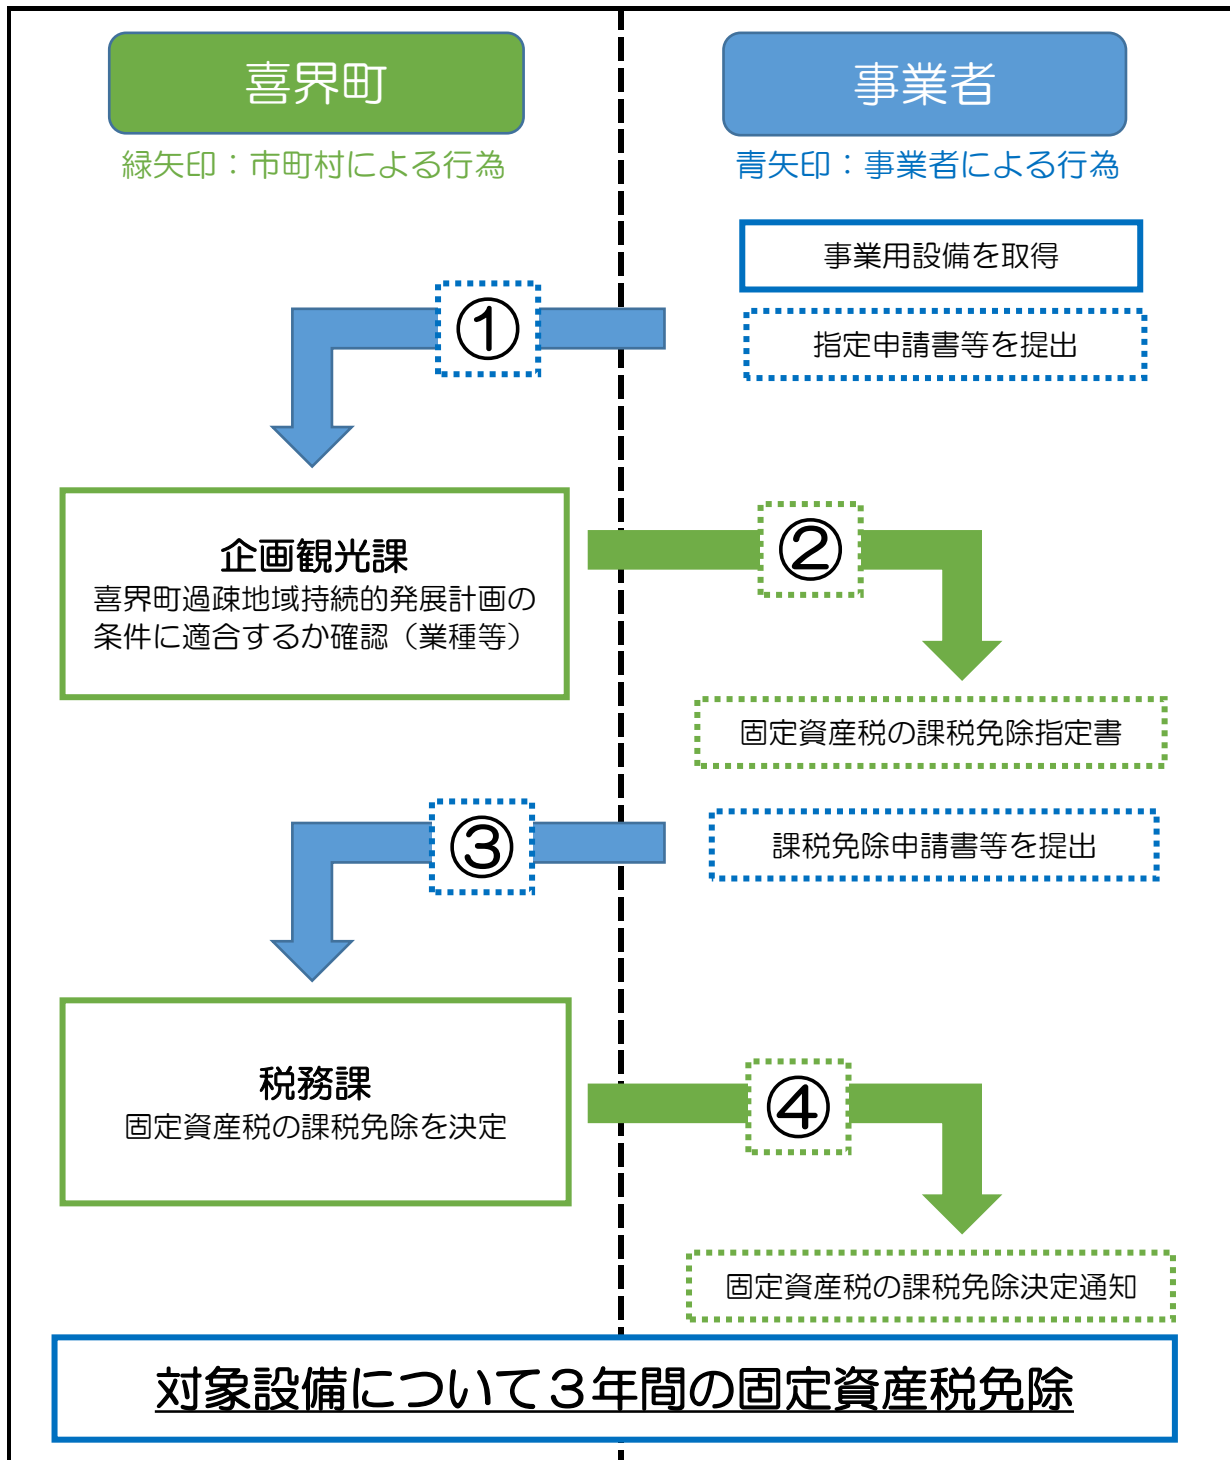 喜界町
事業者
緑矢印：市町村による行為
青矢印：事業者による行為
事業用設備を取得
①
指定申請書等を提出
企画観光課
喜界町過疎地域持続的発展計画の
条件に適合するか確認（業種等）
②
固定資産税の課税免除指定書
③
課税免除申請書等を提出
税務課
固定資産税の課税免除を決定
④
固定資産税の課税免除決定通知
対象設備について３年間の固定資産税免除